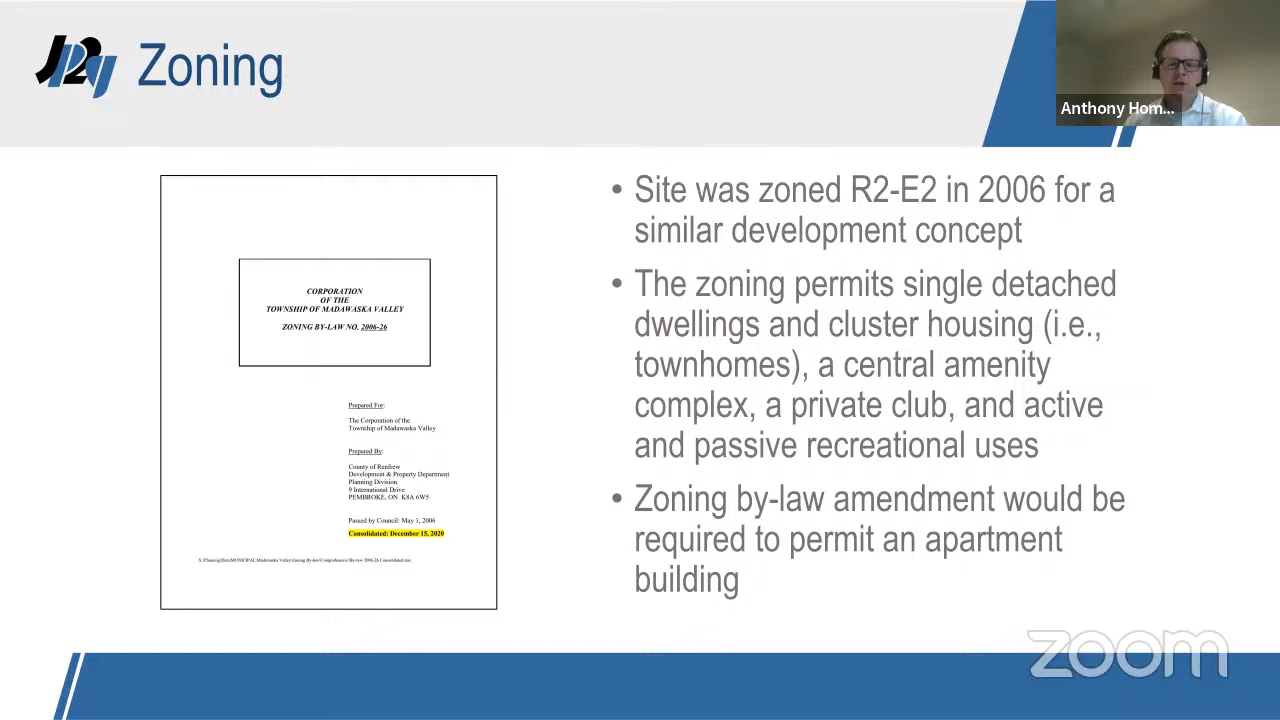 JP2g Zoning
Anthony Hom...
CORPORATION
OF THE
TOWNSHIP OF MADAWASKA VALLEY
ZONING BY-LAW NO. 2006-26
Prepared For:
The Corporation of the
Township of Madawaska Valley
Prepared By:
County of Renfrew
Development & Property Department
Planning Division
9 International Drive
PEMBROKE, ON K8A 6W5
Passed by Council: May 1, 2006
Consolidated: December 15, 2020
• Site was zoned R2-E2 in 2006 for a
similar development concept
• The zoning permits single detached
dwellings and cluster housing (i.e.,
townhomes), a central amenity
complex, a private club, and active
and passive recreational uses
• Zoning by-law amendment would be
required to permit an apartment
building
zoom